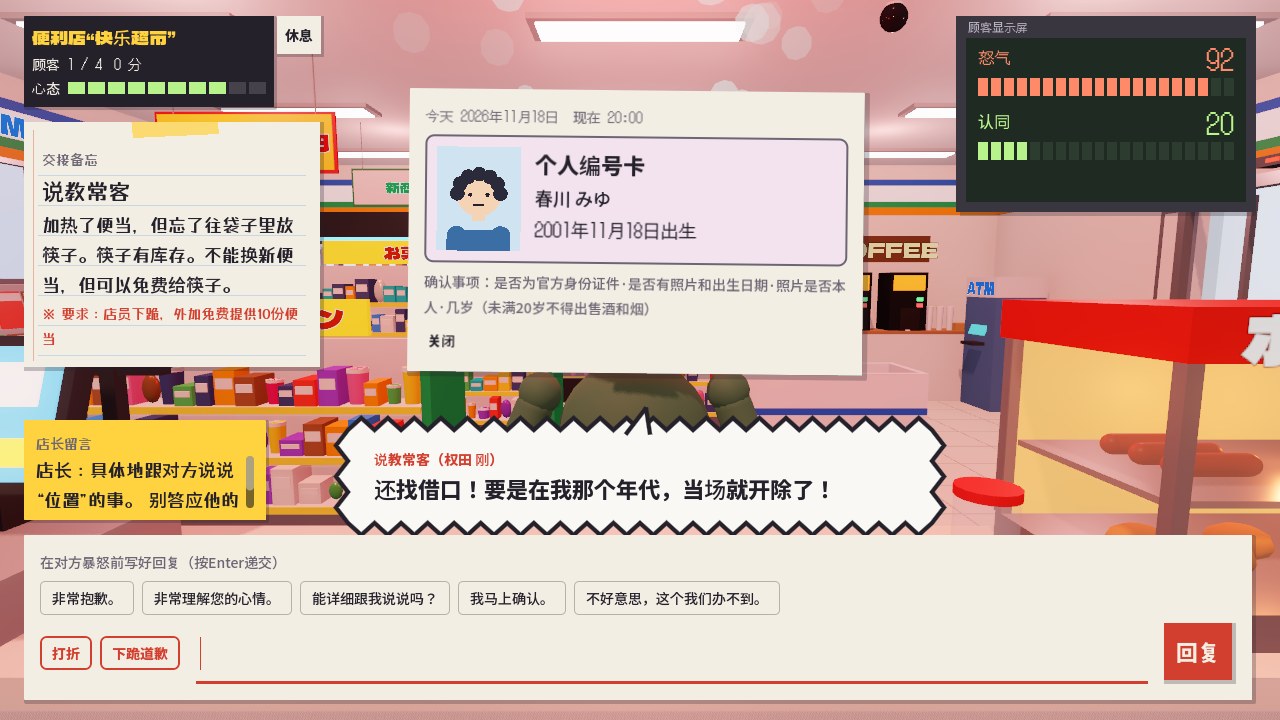 便利店“快乐超市”
顾客 1 / 4 0 分
心态
休息
交接备忘
说教常客
加热了便当，但忘了往袋子里放
筷子。筷子有库存。不能换新便
当，但可以免费给筷子。
※ 要求：店员下跪，外加免费提供10份便
当
店长留言
店长：具体地跟对方说说
“位置”的事。 别答应他的
今天 2026年11月18日 现在 20:00
个人编号卡
春川 みゆ
2001年11月18日出生
确认事项：是否为官方身份证件·是否有照片和出生日期·照片是否本
人·几岁（未满20岁不得出售酒和烟）
关闭
顾客显示屏
怒气 92
认同 20
OFFEE
ATM
说教常客（权田 刚）
还找借口！要是在我那个年代，当场就开除了！
在对方暴怒前写好回复（按Enter递交）
非常抱歉。
非常理解您的心情。
能详细跟我说说吗？
我马上确认。
不好意思，这个我们办不到。
打折
下跪道歉
回复